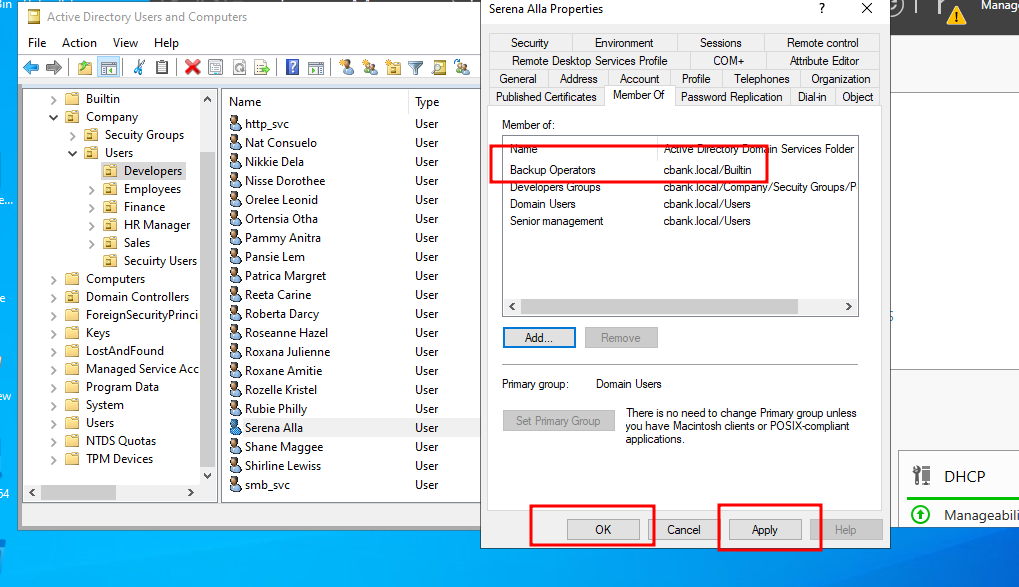 Bin
Active Directory Users and Computers
File Action View Help
Builtin
Company
Secuity Groups
Users
Developers
Employees
Finance
HR Manager
Sales
Secuirty Users
Computers
Domain Controllers
ForeignSecurityPrinci
Keys
LostAndFound
Managed Service Acc
Program Data
System
Users
NTDS Quotas
TPM Devices
Name Type
http_svc User
Nat Consuelo User
Nikkie Dela User
Nisse Dorothee User
Orelee Leonid User
Ortensia Otha User
Pammy Anitra User
Pansie Lem User
Patrica Margret User
Reeta Carine User
Roberta Darcy User
Roseanne Hazel User
Roxana Julienne User
Roxane Amitie User
Rozelle Kristel User
Rubie Philly User
Serena Alla User
Shane Maggee User
Shirline Lewiss User
smb_svc User
Serena Alla Properties
? ×
Security Environment Sessions Remote control
Remote Desktop Services Profile COM+ Attribute Editor
General Address Account Profile Telephones Organization
Published Certificates Member Of Password Replication Dial-in Object
Member of:
Name Active Directory Domain Services Folder
Backup Operators cbank.local/Builtin
Developers Groups cbank.local/Company/Secuity Groups/P
Domain Users cbank.local/Users
Senior management cbank.local/Users
Add... Remove
Primary group: Domain Users
Set Primary Group
There is no need to change Primary group unless
you have Macintosh clients or POSIX-compliant
applications.
OK Cancel Apply Help
Manage
DHCP
Manageabili
e...
e
ew
64